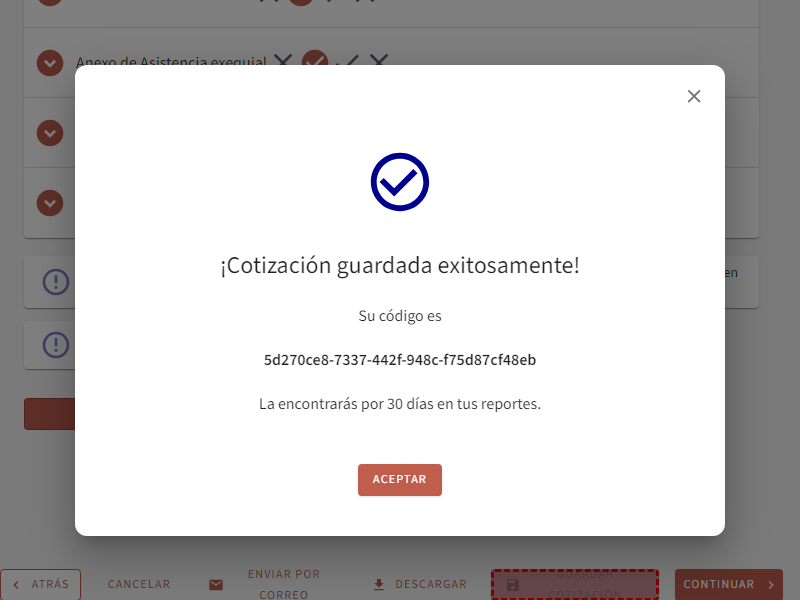 Anexo de Asistencia exequial
en
¡Cotización guardada exitosamente!
Su código es
5d270ce8-7337-442f-948c-f75d87cf48eb
La encontrarás por 30 días en tus reportes.
ACEPTAR
ATRÁS
CANCELAR
ENVIAR POR
CORREO
DESCARGAR
GUARDAR
COTIZACIÓN
CONTINUAR